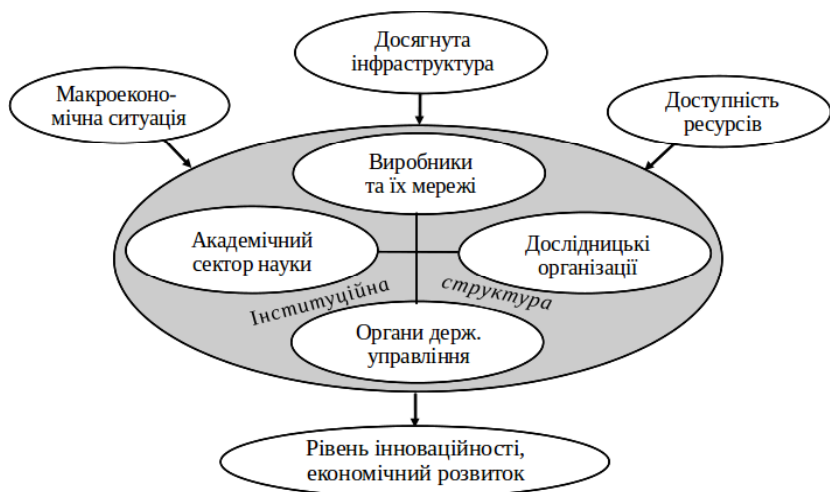 Досягнута
інфраструктура
Макроеконо-
мічна ситуація
Доступність
ресурсів
Виробники
та їх мережі
Академічний
сектор науки
Дослідницькі
організації
Інституційна структура
Органи держ.
управління
Рівень інноваційності,
економічний розвиток